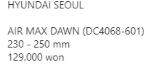 HYUNDAI SEOUL
AIR MAX DAWN (DC4068-601)
230 - 250 mm
129,000 won